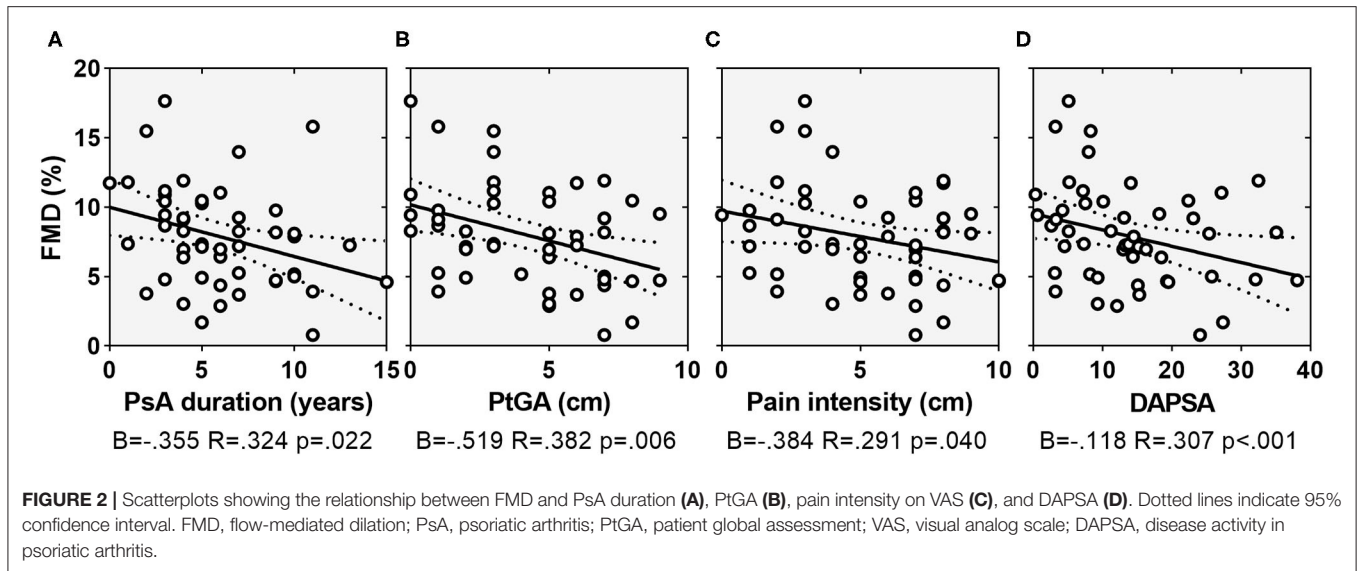 A B C D
FMD (%)
20
15
10
5
0
0 5 10 15 0 5 10 0 5 10 0 10 20 30 40
PsA duration (years) PtGA (cm) Pain intensity (cm) DAPSA
B=-.355 R=.324 p=.022 B=-.519 R=.382 p=.006 B=-.384 R=.291 p=.040 B=-.118 R=.307 p<.001
FIGURE 2 | Scatterplots showing the relationship between FMD and PsA duration (A), PtGA (B), pain intensity on VAS (C), and DAPSA (D). Dotted lines indicate 95%
confidence interval. FMD, flow-mediated dilation; PsA, psoriatic arthritis; PtGA, patient global assessment; VAS, visual analog scale; DAPSA, disease activity in
psoriatic arthritis.